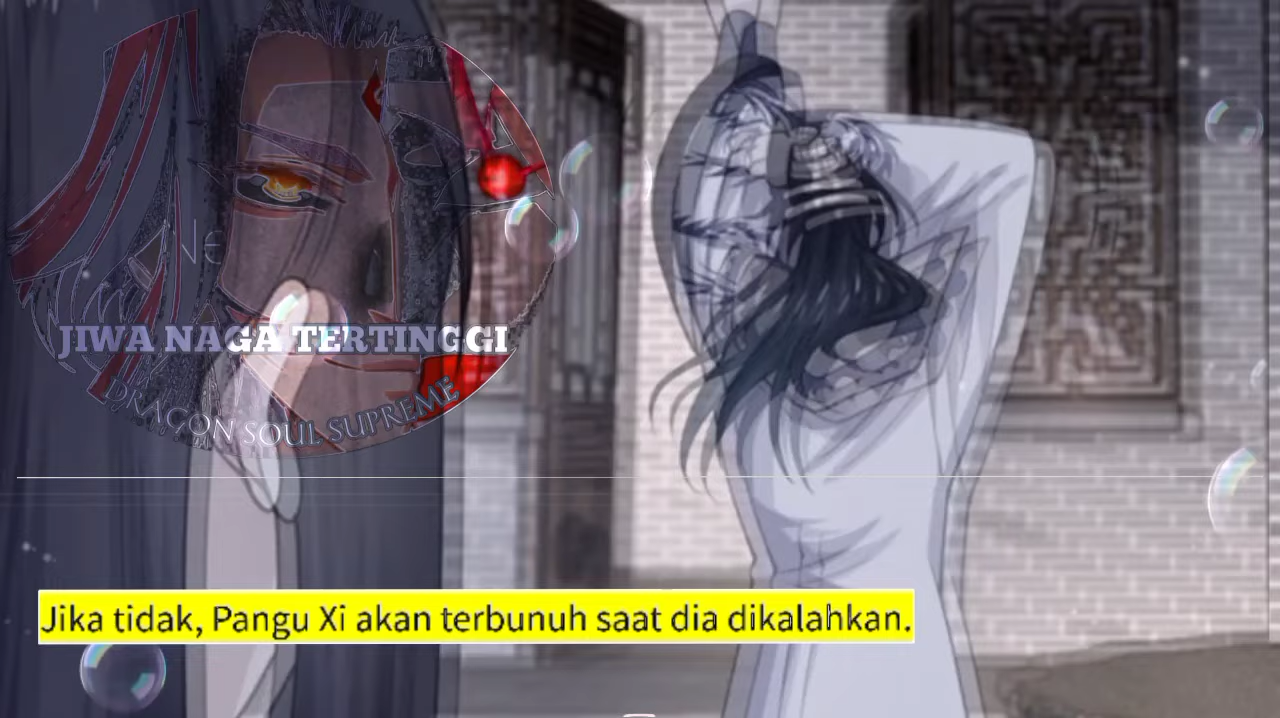 JIWA NAGA TERTINGGI
DRAGON SOUL SUPREME
Jika tidak, Pangu Xi akan terbunuh saat dia dikalahkan.